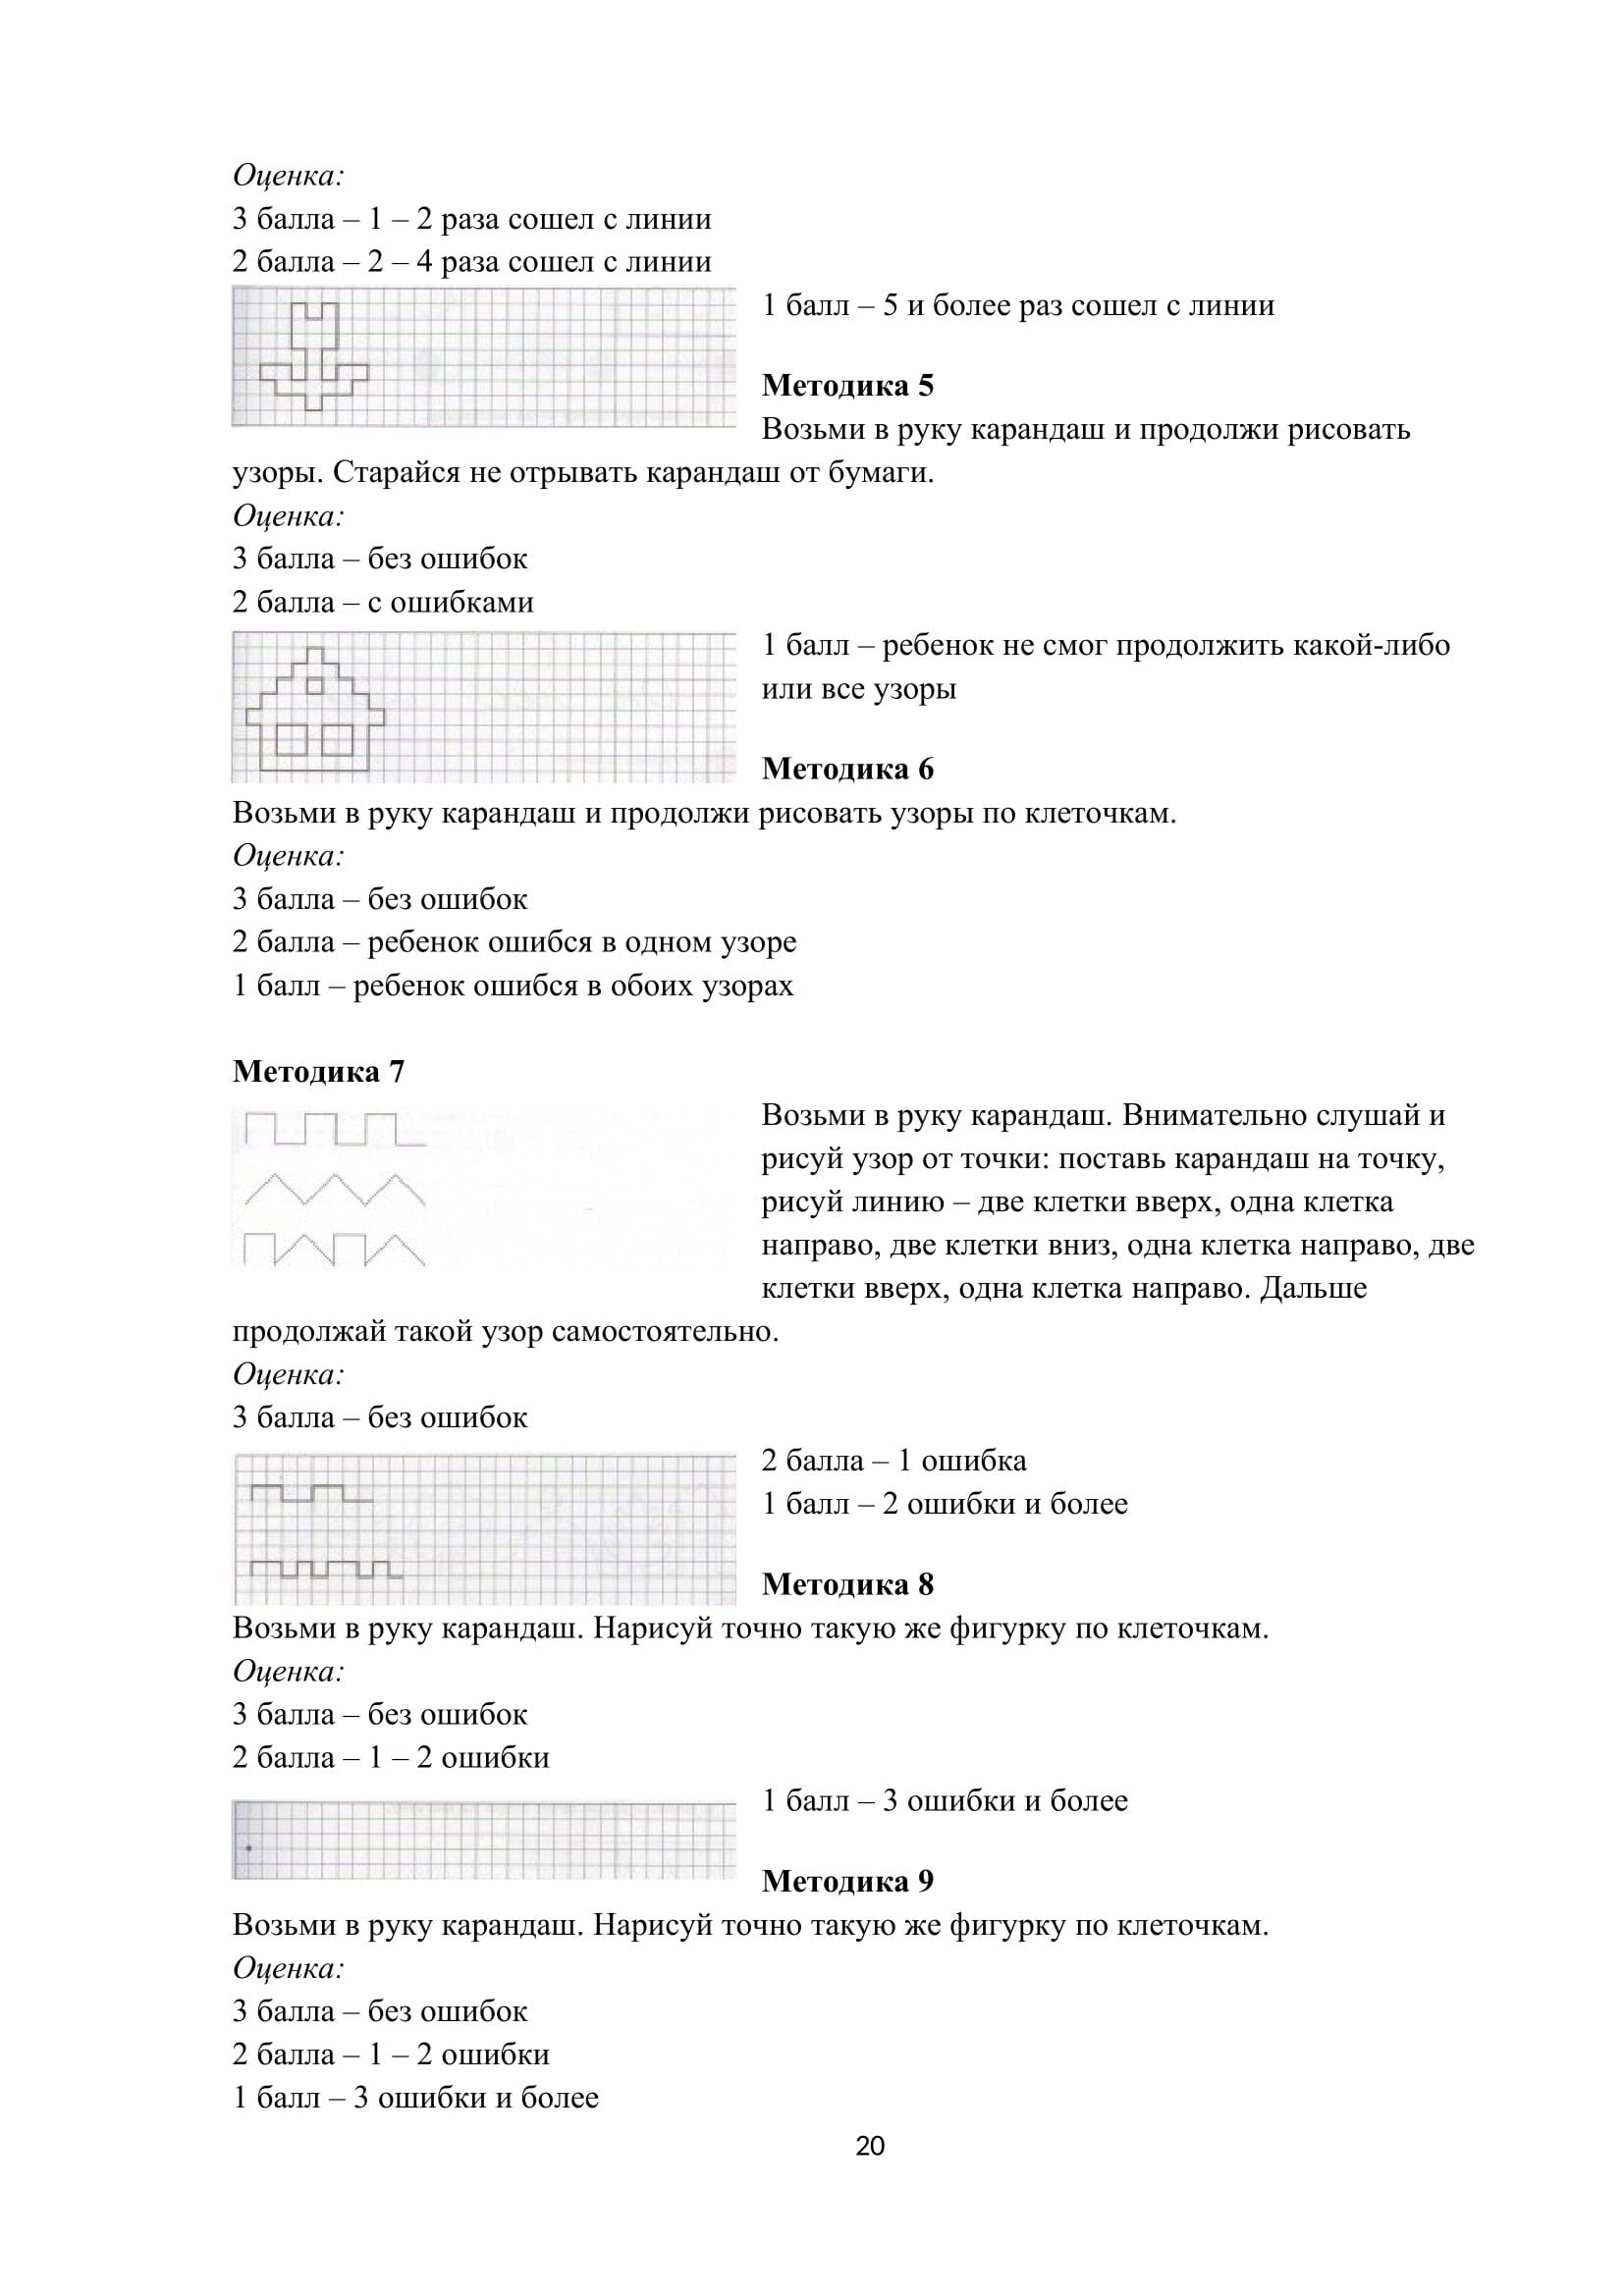 Оценка:
3 балла – 1 – 2 раза сошел с линии
2 балла – 2 – 4 раза сошел с линии
1 балл – 5 и более раз сошел с линии
Методика 5
Возьми в руку карандаш и продолжи рисовать
узоры. Старайся не отрывать карандаш от бумаги.
Оценка:
3 балла – без ошибок
2 балла – с ошибками
1 балл – ребенок не смог продолжить какой-либо
или все узоры
Методика 6
Возьми в руку карандаш и продолжи рисовать узоры по клеточкам.
Оценка:
3 балла – без ошибок
2 балла – ребенок ошибся в одном узоре
1 балл – ребенок ошибся в обоих узорах
Методика 7
Возьми в руку карандаш. Внимательно слушай и
рисуй узор от точки: поставь карандаш на точку,
рисуй линию – две клетки вверх, одна клетка
направо, две клетки вниз, одна клетка направо, две
клетки вверх, одна клетка направо. Дальше
продолжай такой узор самостоятельно.
Оценка:
3 балла – без ошибок
2 балла – 1 ошибка
1 балл – 2 ошибки и более
Методика 8
Возьми в руку карандаш. Нарисуй точно такую же фигурку по клеточкам.
Оценка:
3 балла – без ошибок
2 балла – 1 – 2 ошибки
1 балл – 3 ошибки и более
Методика 9
Возьми в руку карандаш. Нарисуй точно такую же фигурку по клеточкам.
Оценка:
3 балла – без ошибок
2 балла – 1 – 2 ошибки
1 балл – 3 ошибки и более
20